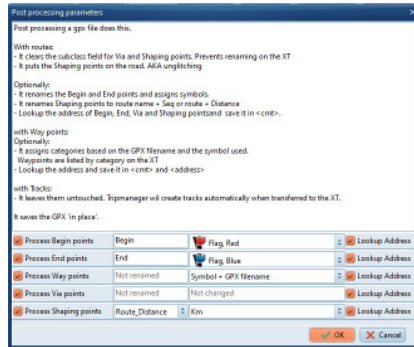 Post processing parameters
Post processing a gpx file does this.
With routes:
- It clears the subclass field for Via and Shaping points. Prevents renaming on the XT
- It puts the Shaping points on the road. AKA unglitching
Optionally:
- It renames the Begin and End points and assigns symbols.
- It renames Shaping points to route name + Seq or route + Distance
- Lookup the address of Begin, End, Via and Shaping pointsand save it in <cmt>.
with Way points:
Optionally:
- It assigns categories based on the GPX filename and the symbol used.
Waypoints are listed by category on the XT
- Lookup the address and save it in <cmt> and <address>
with Tracks:
- It leaves them untouched. Tripmanager wil create tracks automatically when transferred to the XT.
It saves the GPX 'in place'.
Process Begin points Begin Flag, Red Lookup Address
Process End points End Flag, Blue Lookup Address
Process Way points Not renamed Symbol + GPX filename Lookup Address
Process Via points Not renamed Not changed Lookup Address
Process Shaping points Route_Distance Km Lookup Address
OK Cancel